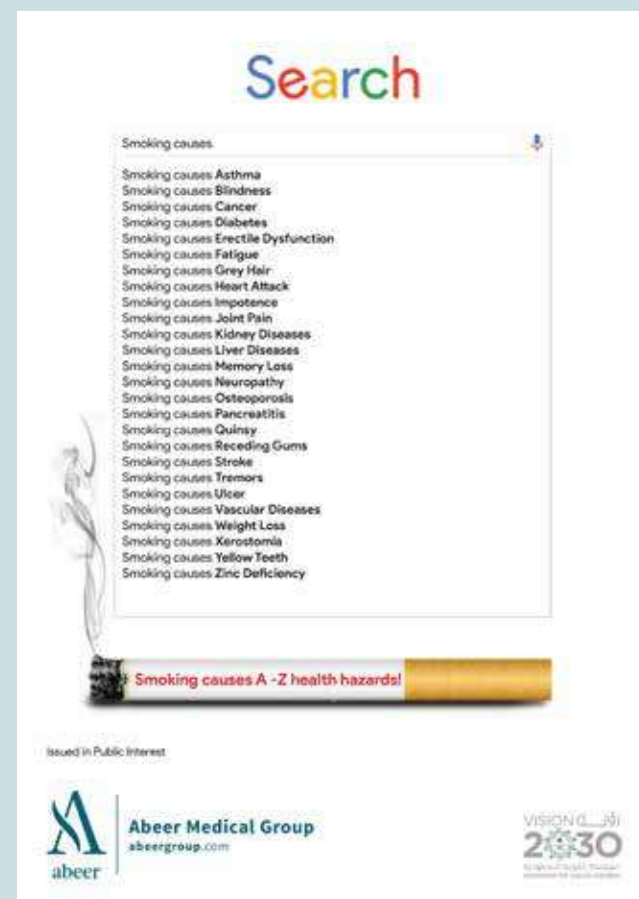 Search
Smoking causes
Smoking causes Asthma
Smoking causes Blindness
Smoking causes Cancer
Smoking causes Diabetes
Smoking causes Erectile Dysfunction
Smoking causes Fatigue
Smoking causes Grey Hair
Smoking causes Heart Attack
Smoking causes Impotence
Smoking causes Joint Pain
Smoking causes Kidney Diseases
Smoking causes Liver Diseases
Smoking causes Memory Loss
Smoking causes Neuropathy
Smoking causes Osteoporosis
Smoking causes Pancreatitis
Smoking causes Quinsy
Smoking causes Receding Gums
Smoking causes Stroke
Smoking causes Tremors
Smoking causes Ulcer
Smoking causes Vascular Diseases
Smoking causes Weight Loss
Smoking causes Xerostomia
Smoking causes Yellow Teeth
Smoking causes Zinc Deficiency
Smoking causes A -Z health hazards!
Issued in Public Interest
Abeer Medical Group
abeergroup.com
abeer
VISION رؤية
2030